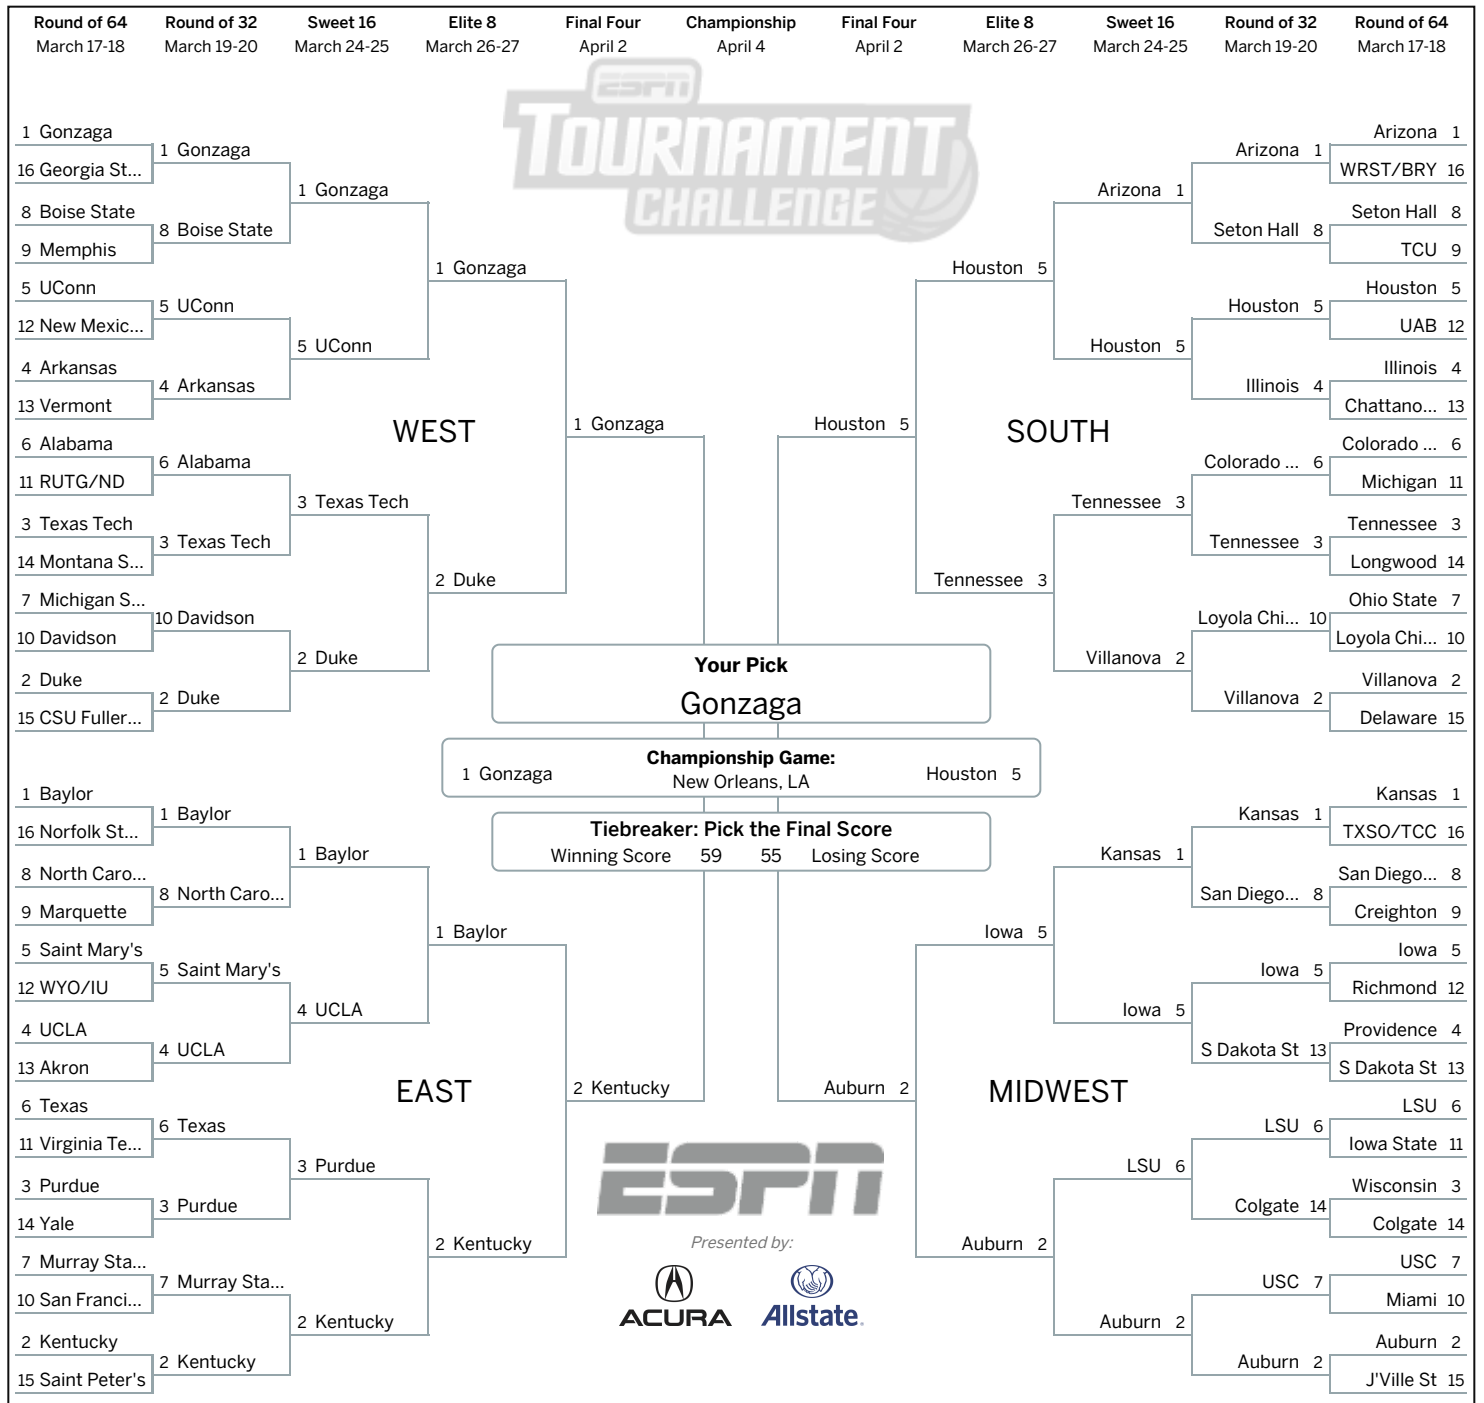 Round of 64 Round of 32 Sweet 16 Elite 8 Final Four Championship Final Four Elite 8 Sweet 16 Round of 32 Round of 64
March 17-18 March 19-20 March 24-25 March 26-27 April 2 April 4 April 2 March 26-27 March 24-25 March 19-20 March 17-18
ESPN
TOURNAMENT
CHALLENGE
1 Gonzaga
16 Georgia St...
8 Boise State
9 Memphis
5 UConn
12 New Mexic...
4 Arkansas
13 Vermont
6 Alabama
11 RUTG/ND
3 Texas Tech
14 Montana S...
7 Michigan S...
10 Davidson
2 Duke
15 CSU Fuller...
1 Gonzaga
8 Boise State
5 UConn
4 Arkansas
6 Alabama
3 Texas Tech
10 Davidson
2 Duke
1 Gonzaga
5 UConn
3 Texas Tech
2 Duke
1 Gonzaga
2 Duke
WEST
1 Gonzaga
Houston 5
SOUTH
Houston 5
Tennessee 3
Arizona 1
Houston 5
Tennessee 3
Villanova 2
Arizona 1
Seton Hall 8
Houston 5
Illinois 4
Colorado ... 6
Tennessee 3
Loyola Chi... 10
Villanova 2
Arizona 1
WRST/BRY 16
Seton Hall 8
TCU 9
Houston 5
UAB 12
Illinois 4
Chattano... 13
Colorado ... 6
Michigan 11
Tennessee 3
Longwood 14
Ohio State 7
Loyola Chi... 10
Villanova 2
Delaware 15
Your Pick
Gonzaga
Championship Game:
1 Gonzaga New Orleans, LA Houston 5
Tiebreaker: Pick the Final Score
Winning Score 59 55 Losing Score
1 Baylor
16 Norfolk St...
8 North Caro...
9 Marquette
5 Saint Mary's
12 WYO/IU
4 UCLA
13 Akron
6 Texas
11 Virginia Te...
3 Purdue
14 Yale
7 Murray Sta...
10 San Franci...
2 Kentucky
15 Saint Peter's
1 Baylor
8 North Caro...
5 Saint Mary's
4 UCLA
6 Texas
3 Purdue
7 Murray Sta...
2 Kentucky
1 Baylor
4 UCLA
3 Purdue
2 Kentucky
1 Baylor
2 Kentucky
EAST
2 Kentucky
Auburn 2
MIDWEST
Iowa 5
Auburn 2
Kansas 1
Iowa 5
LSU 6
Auburn 2
Kansas 1
San Diego... 8
Iowa 5
S Dakota St 13
LSU 6
Colgate 14
USC 7
Auburn 2
Kansas 1
TXSO/TCC 16
San Diego... 8
Creighton 9
Iowa 5
Richmond 12
Providence 4
S Dakota St 13
LSU 6
Iowa State 11
Wisconsin 3
Colgate 14
USC 7
Miami 10
Auburn 2
J'Ville St 15
ESPN
Presented by:
ACURA Allstate.